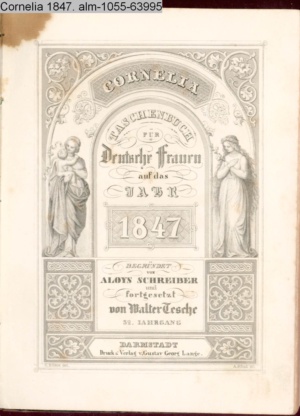 Cornelia 1847. alm-1055-63995
CORNELIA
TASCHENBUCH
FÜR
Deutsche Frauen
auf das
JAHR
1847
BEGRÜNDET
von
ALOYS SCHREIBER
und
fortgesetzt
von Walter Tesche
JAHRGANG
DARMSTADT
Druck & Verlag v. Gustav Georg Lange.